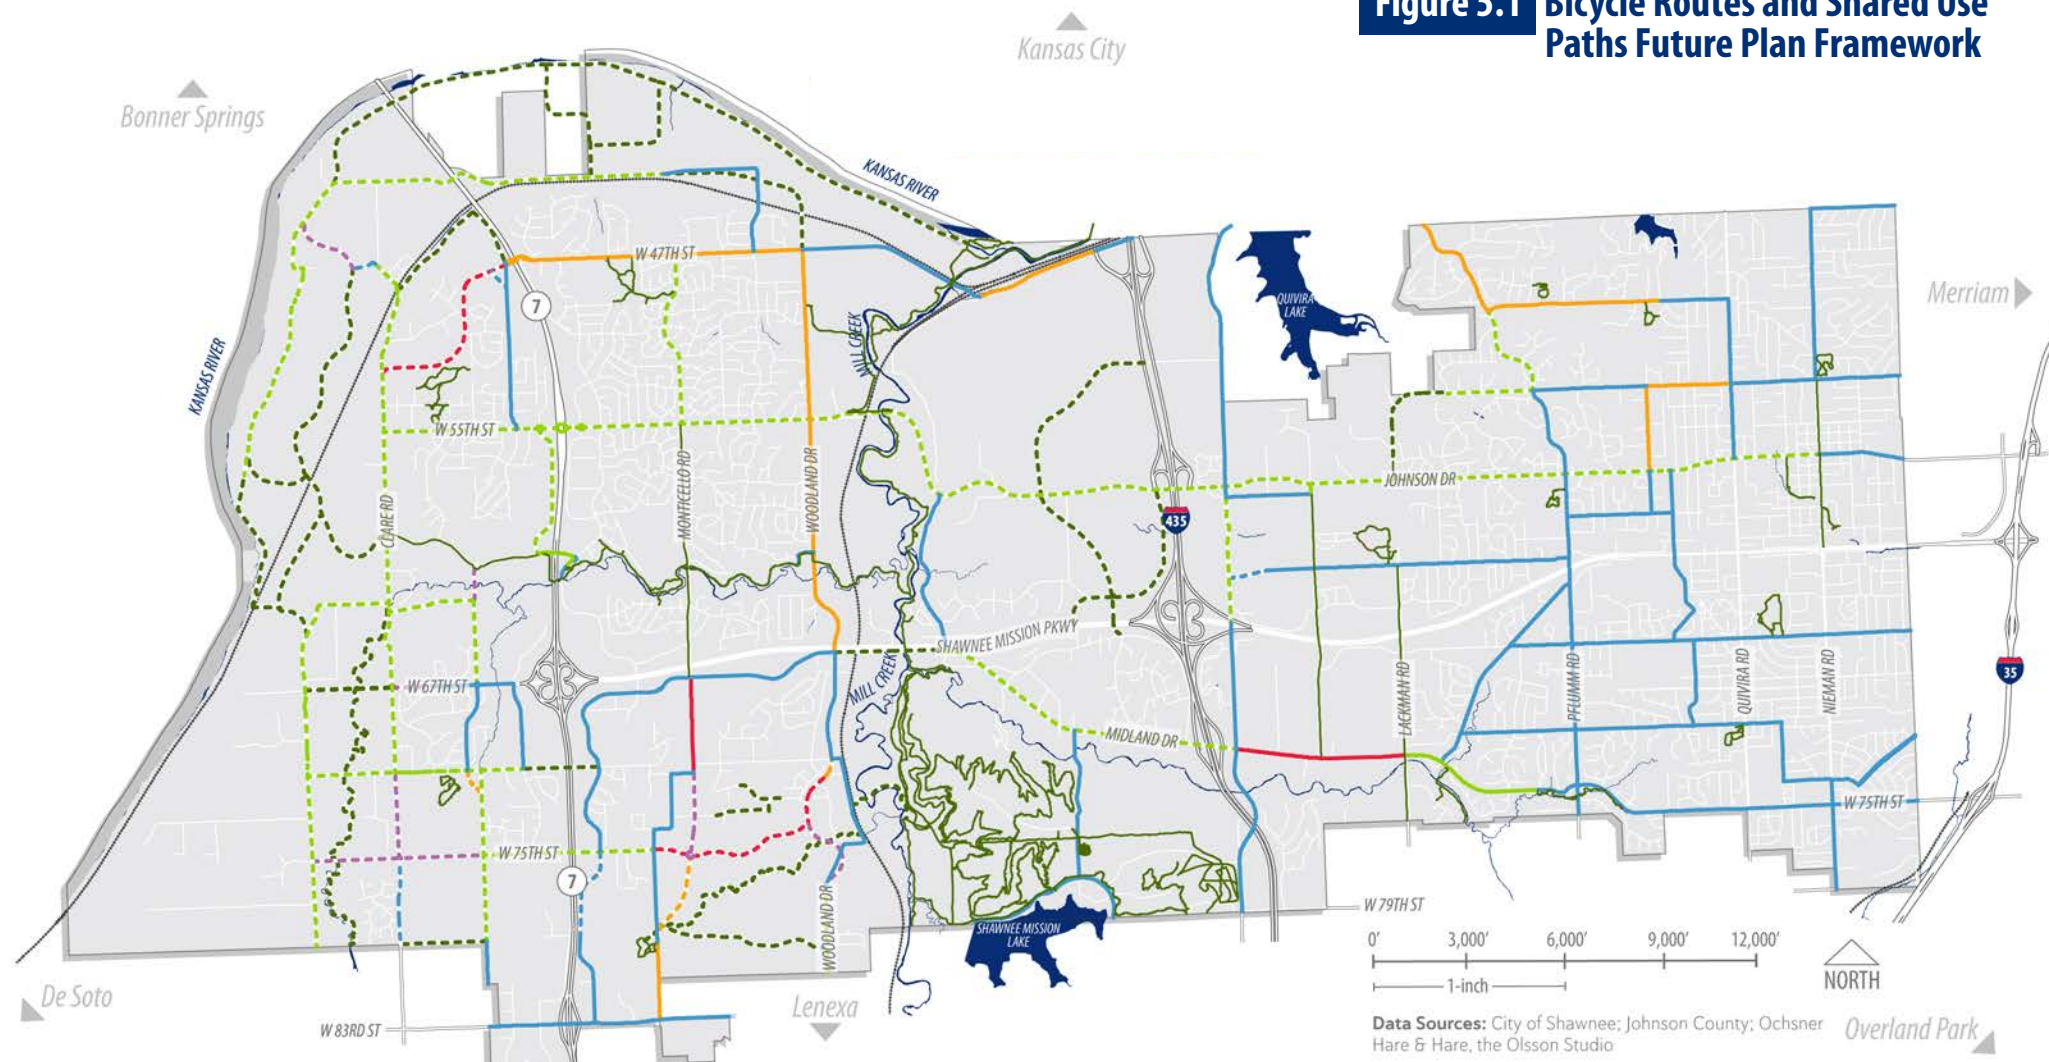 Figure 5.1 Bicycle Routes and Shared Use
Paths Future Plan Framework
Kansas City
Bonner Springs
KANSAS RIVER
W 47TH ST
7
QUIVIRA
LAKE
Merriam
MILL CREEK
KANSAS RIVER
W 55TH ST
MONTICELLO RD
WOODLAND DR
JOHNSON DR
CLARE RD
435
SHAWNEE MISSION PKWY
MILL CREEK
W 67TH ST
LACKMAN RD
PFLUMM RD
QUIVIRA RD
NIEMAN RD
35
MIDLAND DR
W 75TH ST
W 75TH ST
7
WOODLAND DR
W 79TH ST
SHAWNEE MISSION
LAKE
0' 3,000' 6,000' 9,000' 12,000'
1-inch
NORTH
De Soto
Lenexa
W 83RD ST
Data Sources: City of Shawnee; Johnson County; Ochsner
Hare & Hare, the Olsson Studio
Overland Park